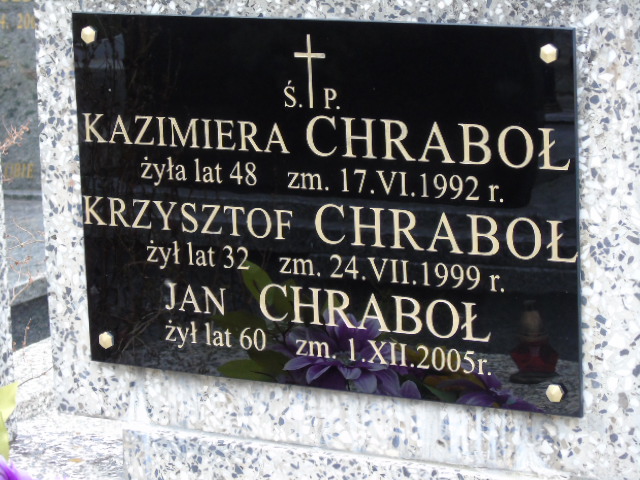 Ś. P.
KAZIMIERA CHRABOŁ
żyła lat 48 zm. 17.VI.1992 r.
KRZYSZTOF CHRABOŁ
żył lat 32 zm. 24.VII.1999 r.
JAN CHRABOŁ
żył lat 60 zm. 1.XII.2005r.